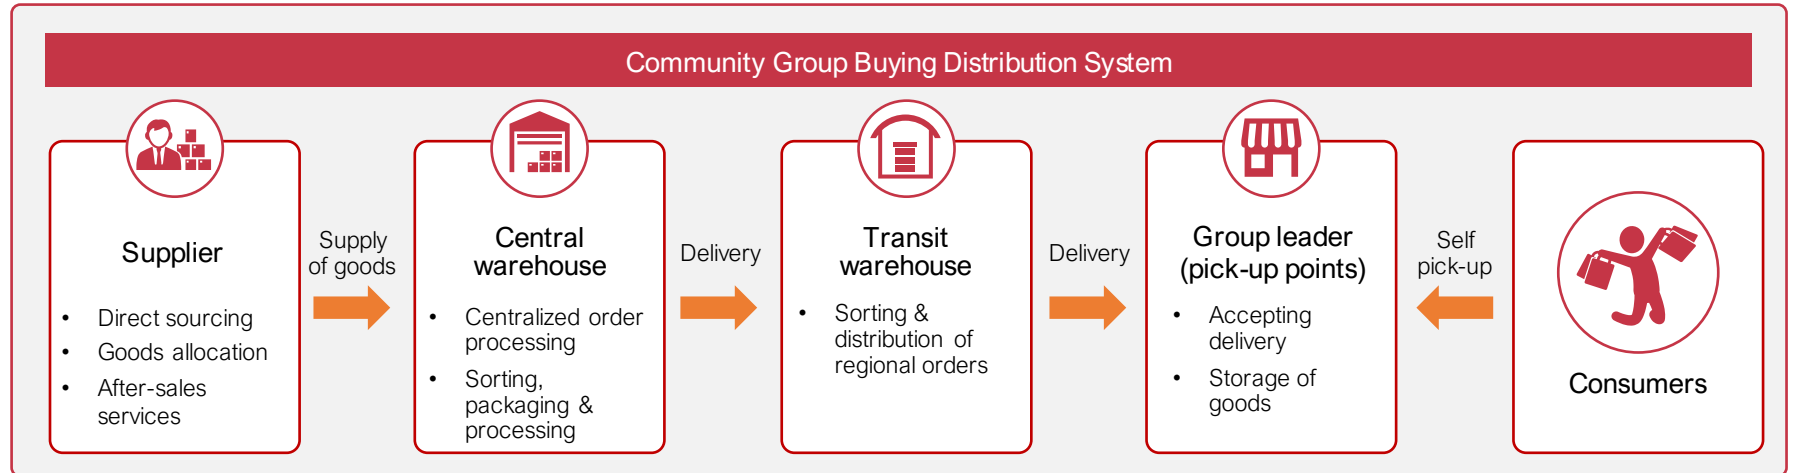 Community Group Buying Distribution System
Supplier
• Direct sourcing
• Goods allocation
• After-sales
services
Supply
of goods
Central
warehouse
• Centralized order
processing
• Sorting,
packaging &
processing
Delivery
Transit
warehouse
• Sorting &
distribution of
regional orders
Delivery
Group leader
(pick-up points)
• Accepting
delivery
• Storage of
goods
Self
pick-up
Consumers